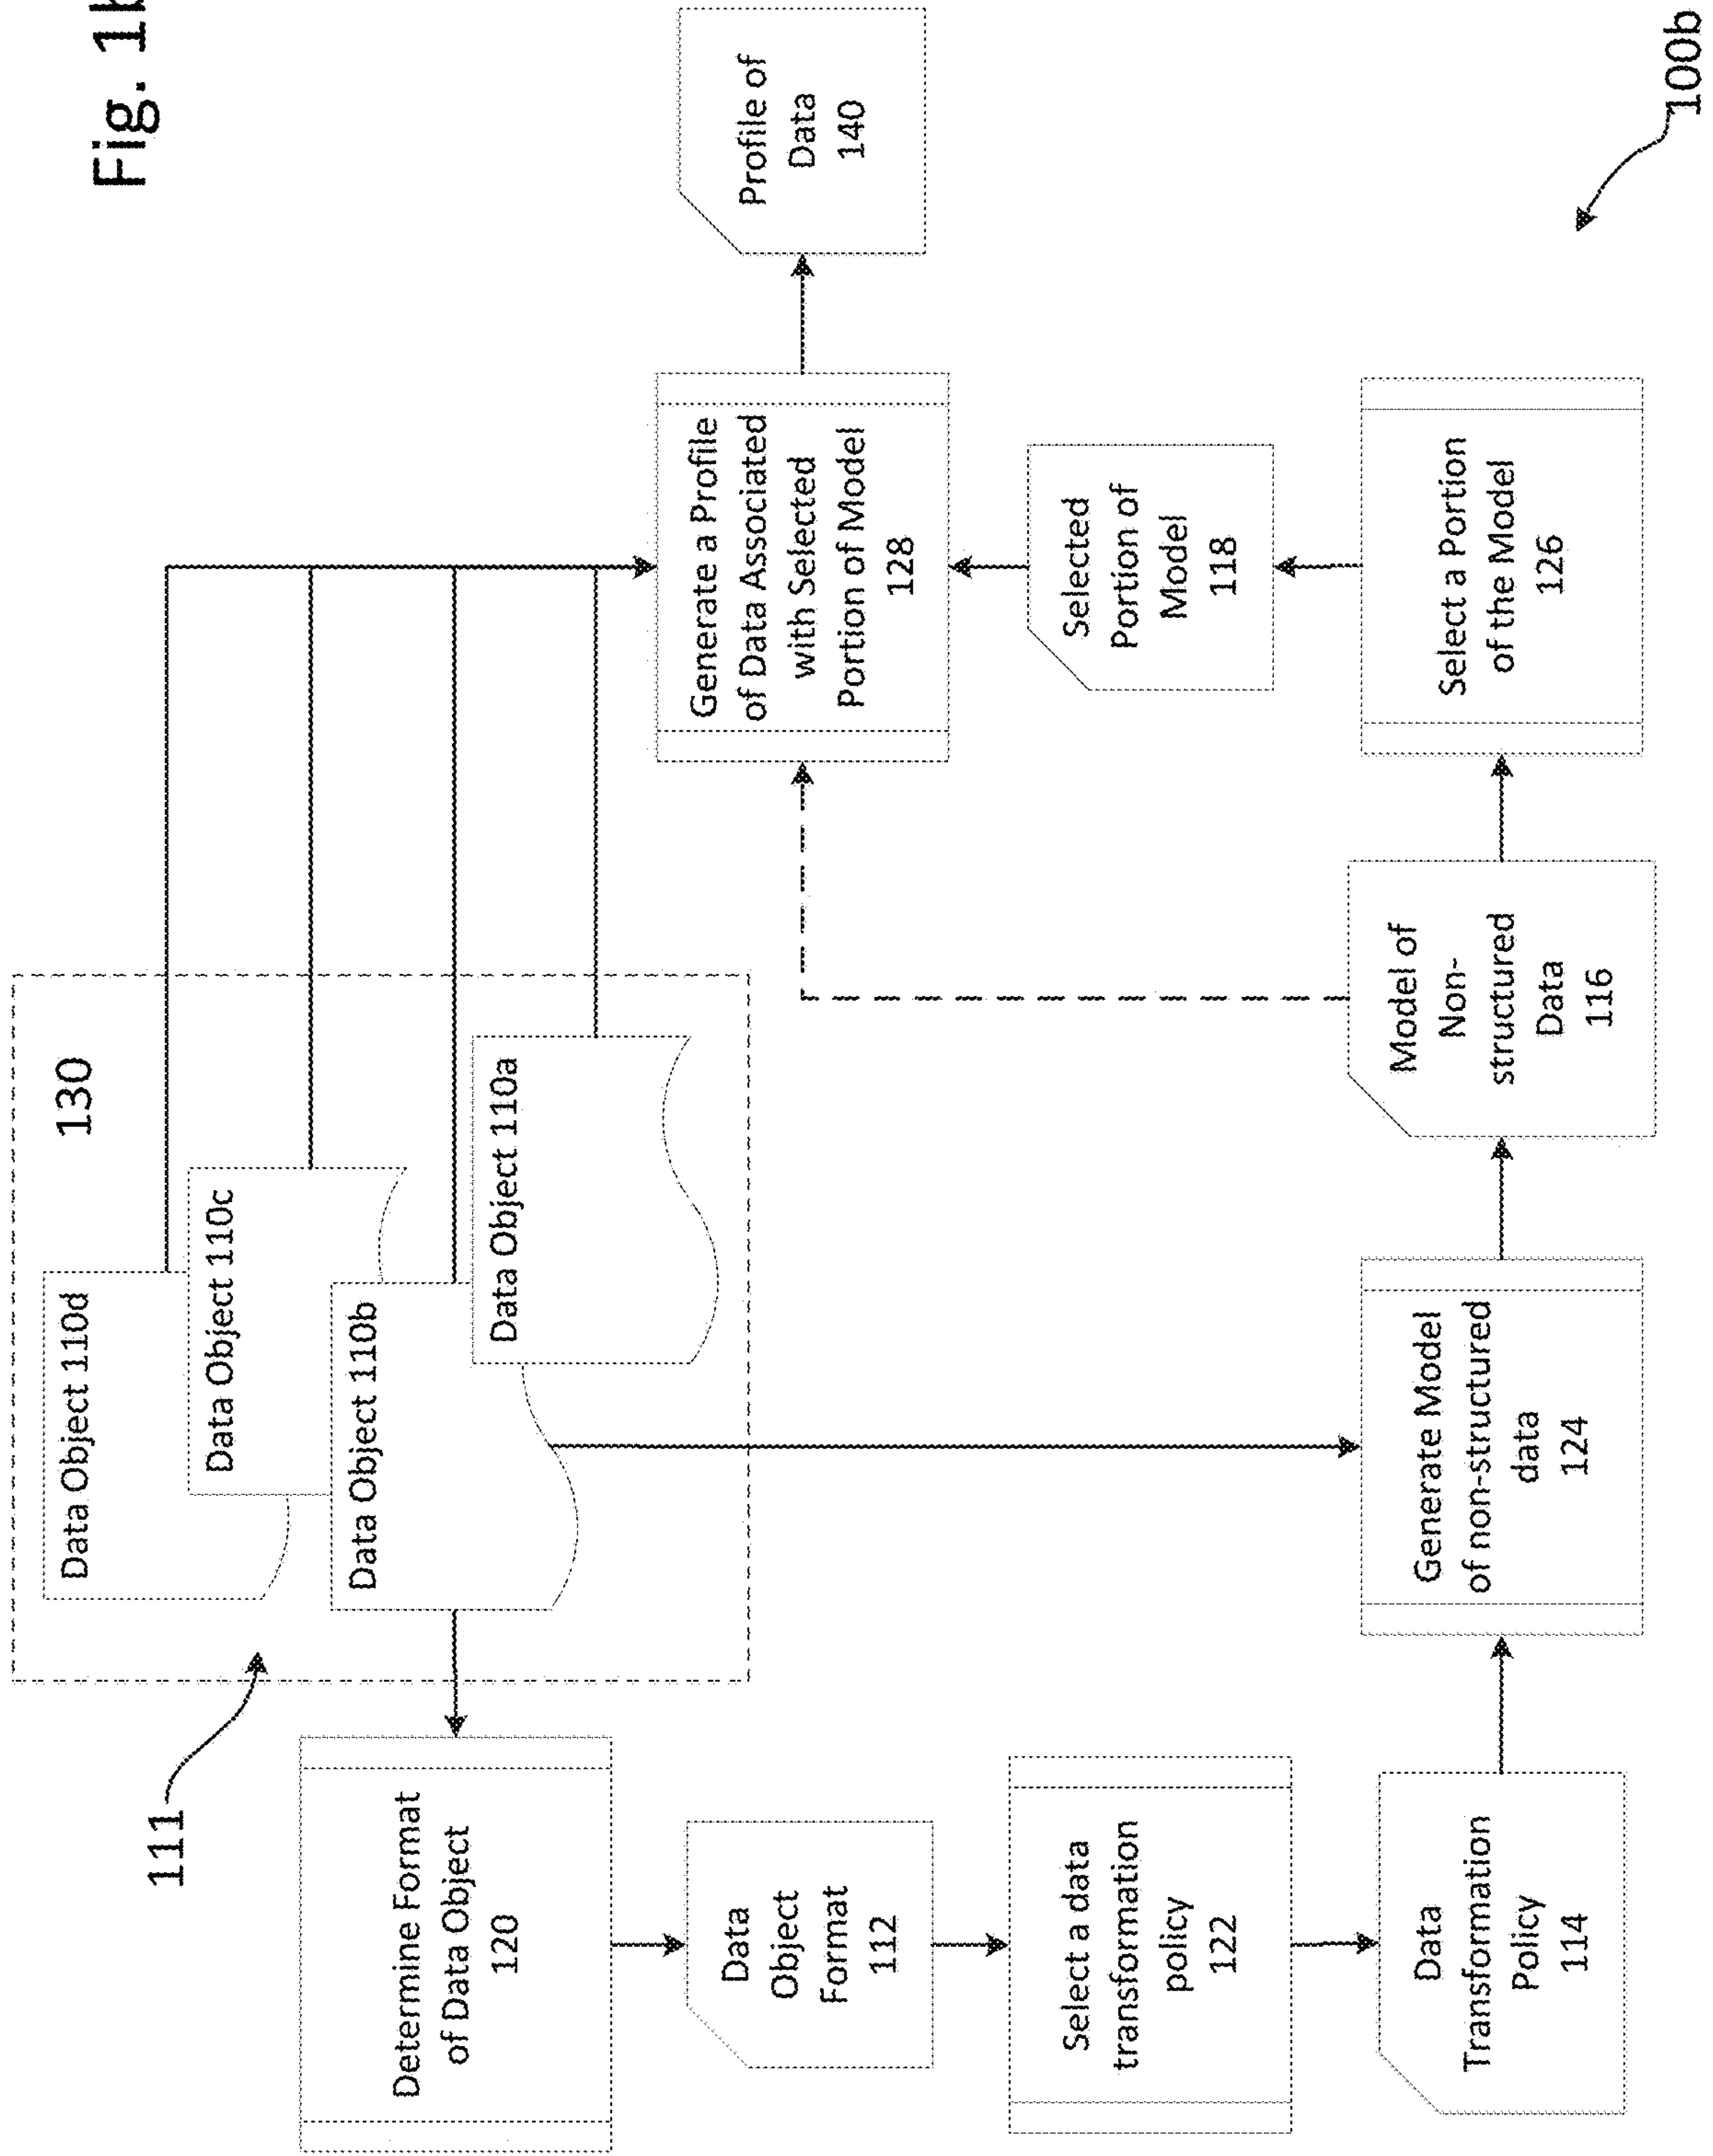 Fig. 1b
111
130
Data Object 110d
Data Object 110c
Data Object 110b
Data Object 110a
Determine Format
of Data Object
120
Data
Object
Format
112
Select a data
transformation
policy
122
Data
Transformation
Policy
114
Generate Model
of non-structured
data
124
Model of
Non-
structured
Data
116
Select a Portion
of the Model
126
Selected
Portion of
Model
118
Generate a Profile
of Data Associated
with Selected
Portion of Model
128
Profile of
Data
140
100b